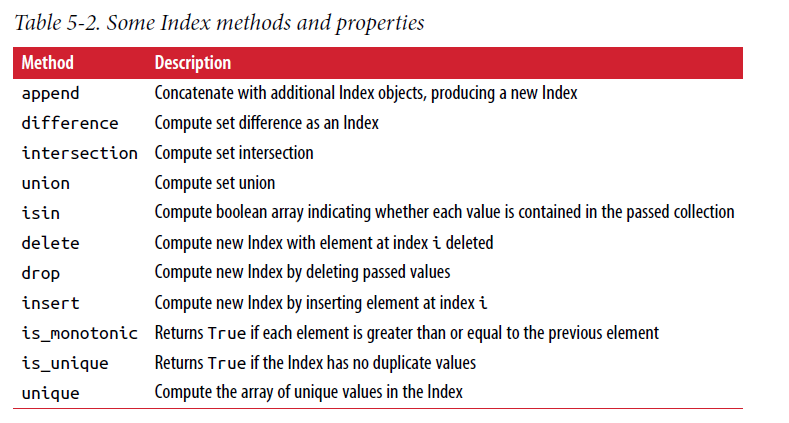 Table 5-2. Some Index methods and properties
Method Description
append Concatenate with additional Index objects, producing a new Index
difference Compute set difference as an Index
intersection Compute set intersection
union Compute set union
isin Compute boolean array indicating whether each value is contained in the passed collection
delete Compute new Index with element at index i deleted
drop Compute new Index by deleting passed values
insert Compute new Index by inserting element at index i
is_monotonic Returns True if each element is greater than or equal to the previous element
is_unique Returns True if the Index has no duplicate values
unique Compute the array of unique values in the Index